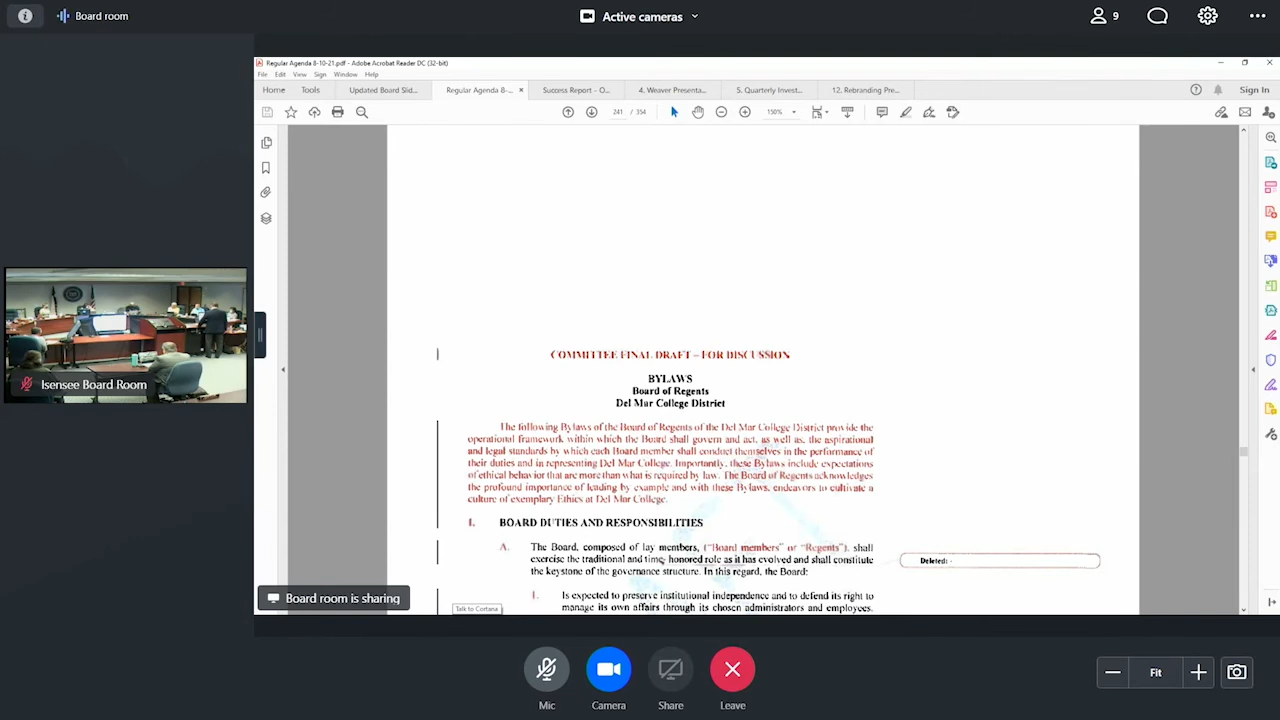 Board room
Active cameras
9
Regular Agenda 8-10-21.pdf - Adobe Acrobat Reader DC (32-bit)
File Edit View Sign Window Help
Home Tools Updated Board Slid... Regular Agenda 8-... × Success Report - O... 4. Weaver Presenta... 5. Quarterly Invest... 12. Rebranding Pre... Sign In
241 / 354 150%
COMMITTEE FINAL DRAFT – FOR DISCUSSION
BYLAWS
Board of Regents
Del Mar College District
The following Bylaws of the Board of Regents of the Del Mar College District provide the
operational framework within which the Board shall govern and act, as well as, the aspirational
and legal standards by which each Board member shall conduct themselves in the performance of
their duties and in representing Del Mar College. Importantly, these Bylaws include expectations
of ethical behavior that are more than what is required by law. The Board of Regents acknowledges
the profound importance of leading by example and with these Bylaws, endeavors to cultivate a
culture of exemplary Ethics at Del Mar College.
I. BOARD DUTIES AND RESPONSIBILITIES
A. The Board, composed of lay members, ("Board members" or "Regents"), shall
exercise the traditional and time honored role as it has evolved and shall constitute
the keystone of the governance structure. In this regard, the Board:
Deleted: -
1. Is expected to preserve institutional independence and to defend its right to
manage its own affairs through its chosen administrators and employees.
Isensee Board Room
Board room is sharing
Talk to Cortana
Mic Camera Share Leave
Fit